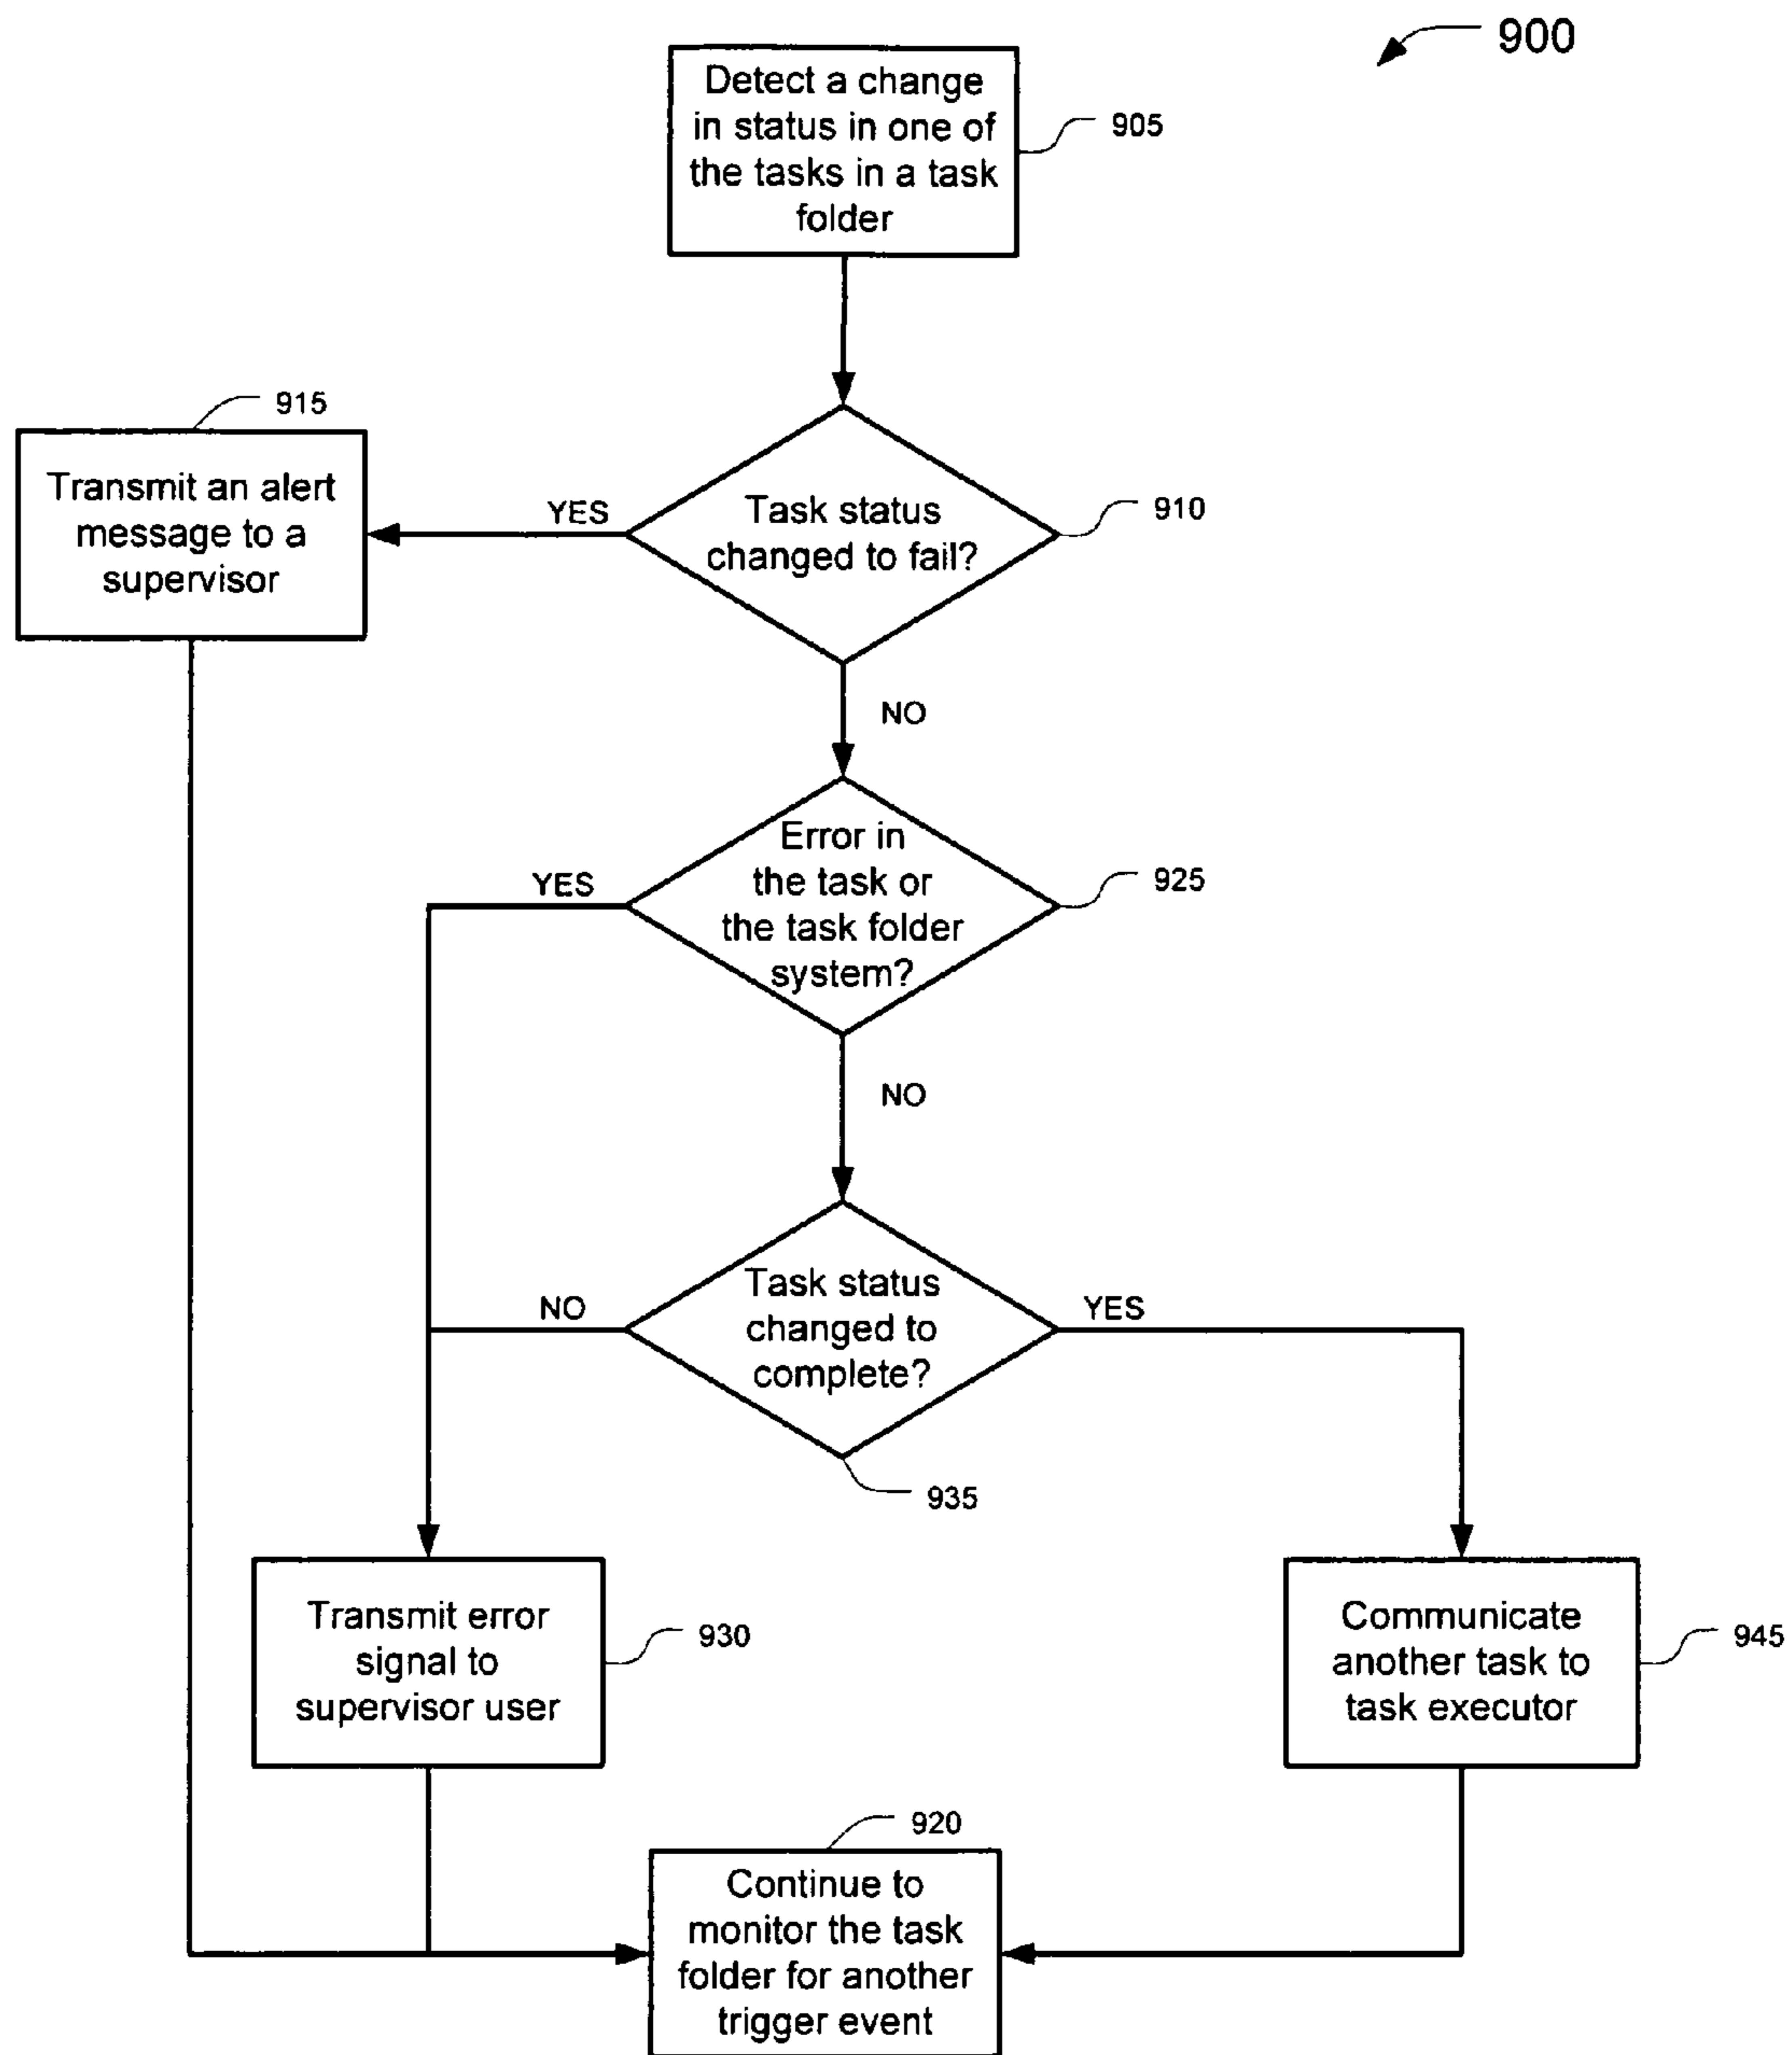 900
Detect a change
in status in one of
the tasks in a task
folder
905
915
Transmit an alert
message to a
supervisor
YES
Task status
changed to fail?
910
NO
Error in
the task or
the task folder
system?
YES
925
NO
Task status
changed to
complete?
NO
YES
935
Transmit error
signal to
supervisor user
930
Communicate
another task to
task executor
945
920
Continue to
monitor the task
folder for another
trigger event